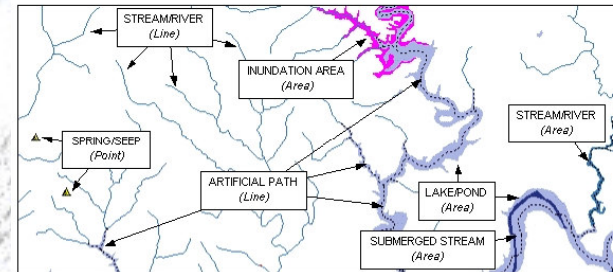 STREAM/RIVER
(Line)
INUNDATION AREA
(Area)
STREAM/RIVER
(Area)
SPRING/SEEP
(Point)
ARTIFICIAL PATH
(Line)
LAKE/POND
(Area)
SUBMERGED STREAM
(Area)